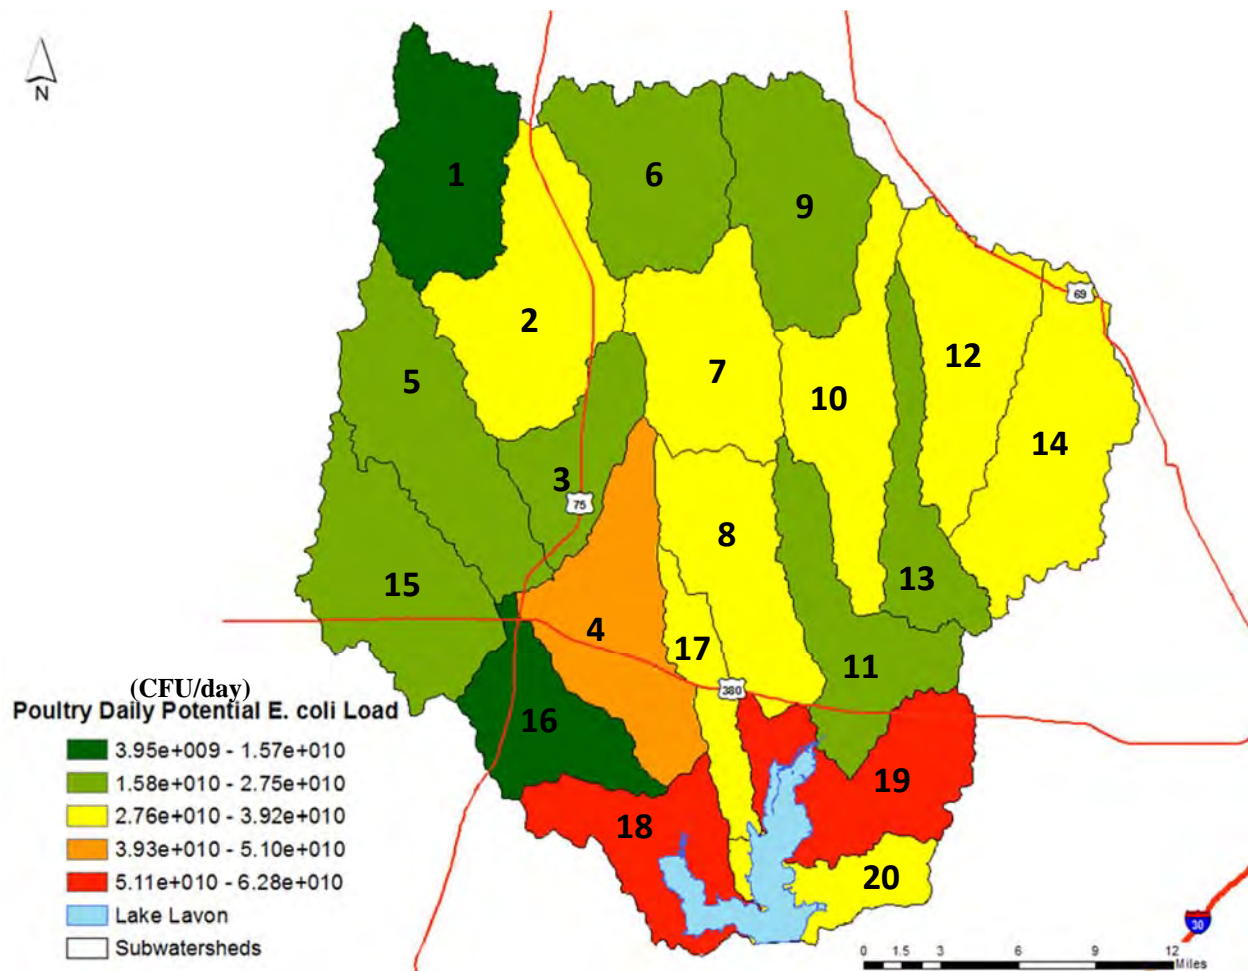 N
1
6
9
2
69
5
7
12
10
14
3
75
8
13
15
4
17
11
380
(CFU/day)
Poultry Daily Potential E. coli Load
16
3.95e+009 - 1.57e+010
1.58e+010 - 2.75e+010
2.76e+010 - 3.92e+010
3.93e+010 - 5.10e+010
5.11e+010 - 6.28e+010
Lake Lavon
Subwatersheds
19
18
20
30
0 1.5 3 6 9 12
Miles